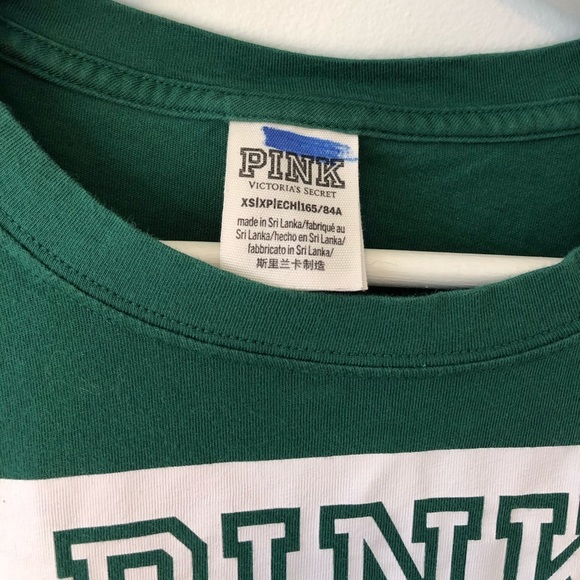 PINK
VICTORIA'S SECRET
XS|XP|ECH|165/84A
made in Sri Lanka/fabriqué au
Sri Lanka/hecho en Sri Lanka/
fabbricato in Sri Lanka/
斯里兰卡制造
PINK